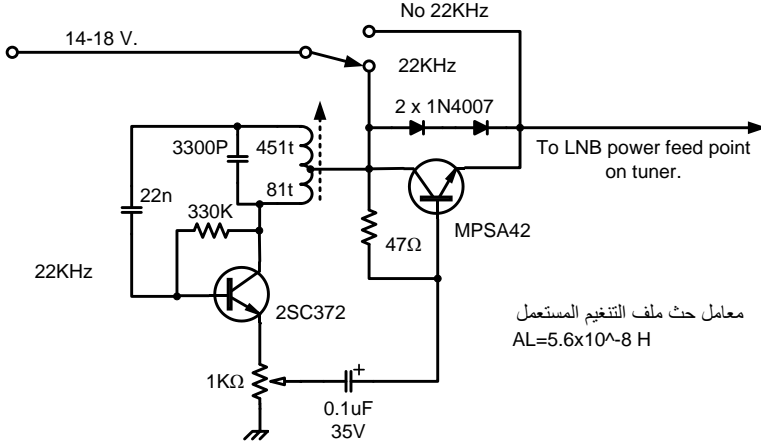 No 22KHz
14-18 V.
22KHz
2 x 1N4007
3300P
451t
To LNB power feed point
on tuner.
81t
22n
330K
MPSA42
47Ω
22KHz
2SC372
معامل حث ملف التنغيم المستعمل
AL=5.6x10^-8 H
1KΩ
+
0.1uF
35V